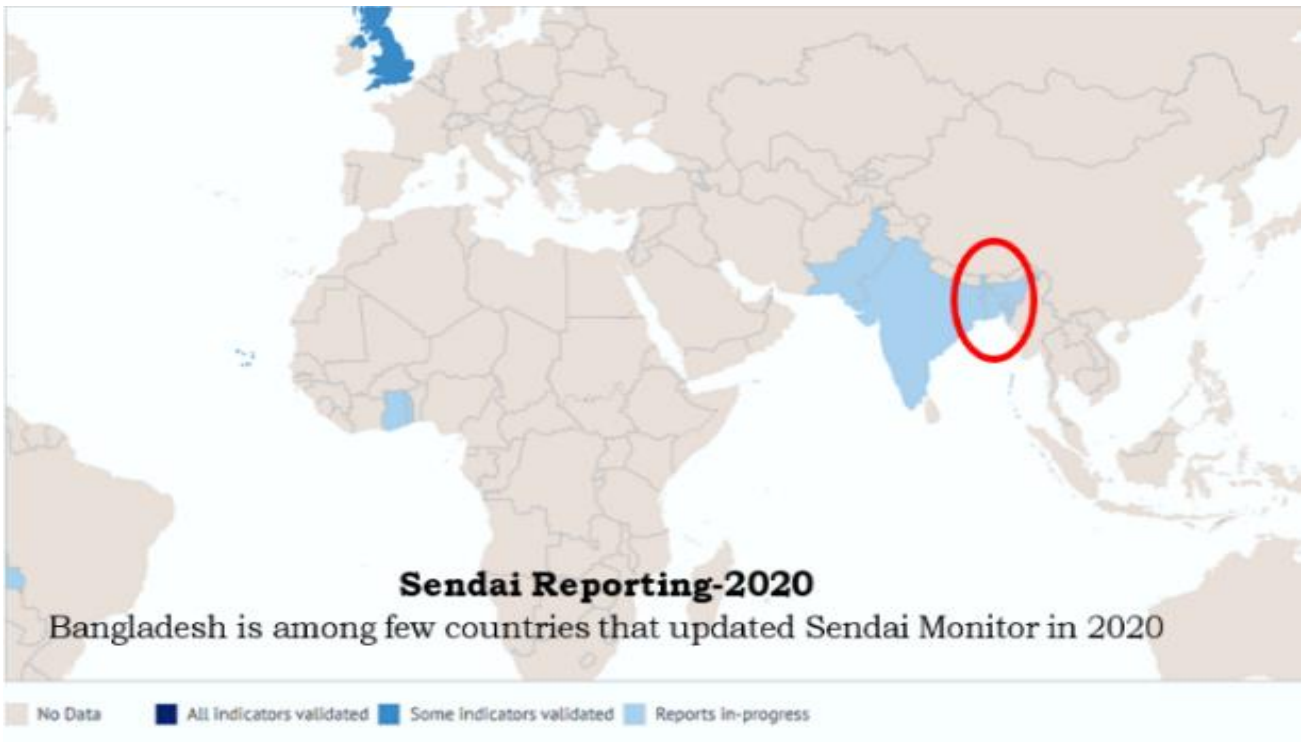 Sendai Reporting-2020
Bangladesh is among few countries that updated Sendai Monitor in 2020
No Data All indicators validated Some indicators validated Reports in-progress